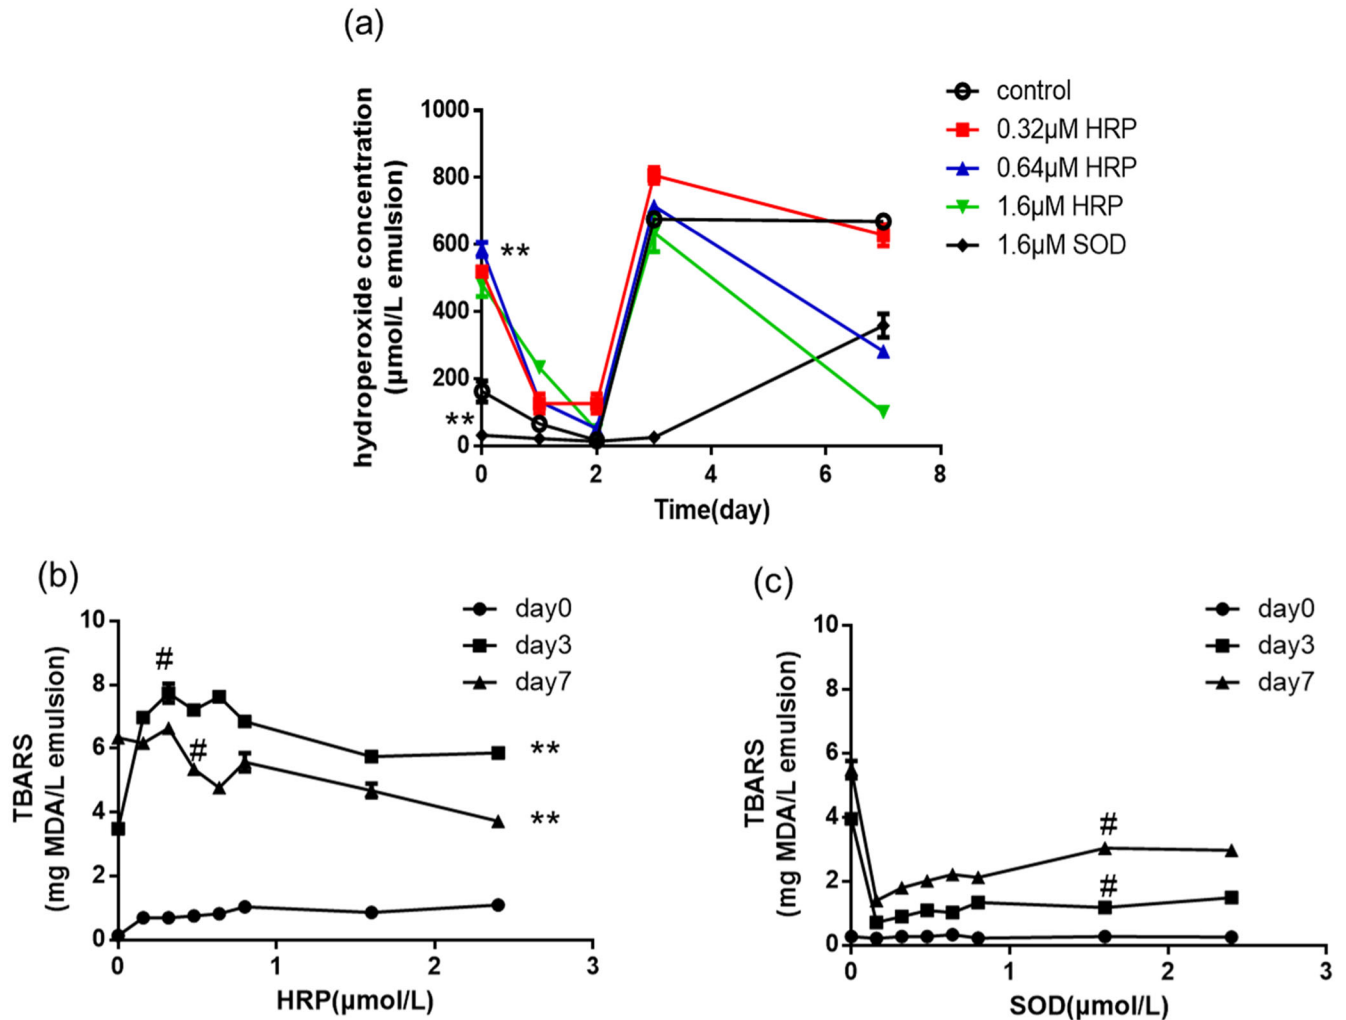 (a)
hydroperoxide concentration
(μmol/L emulsion)
1000
800
600
400
200
0
**
**
0 2 4 6 8
Time(day)
control
0.32μM HRP
0.64μM HRP
1.6μM HRP
1.6μM SOD
(b)
TBARS
(mg MDA/L emulsion)
10
8
6
4
2
0
#
#
**
**
0 1 2 3
HRP(μmol/L)
day0
day3
day7
(c)
TBARS
(mg MDA/L emulsion)
10
8
6
4
2
0
#
#
0 1 2 3
SOD(μmol/L)
day0
day3
day7